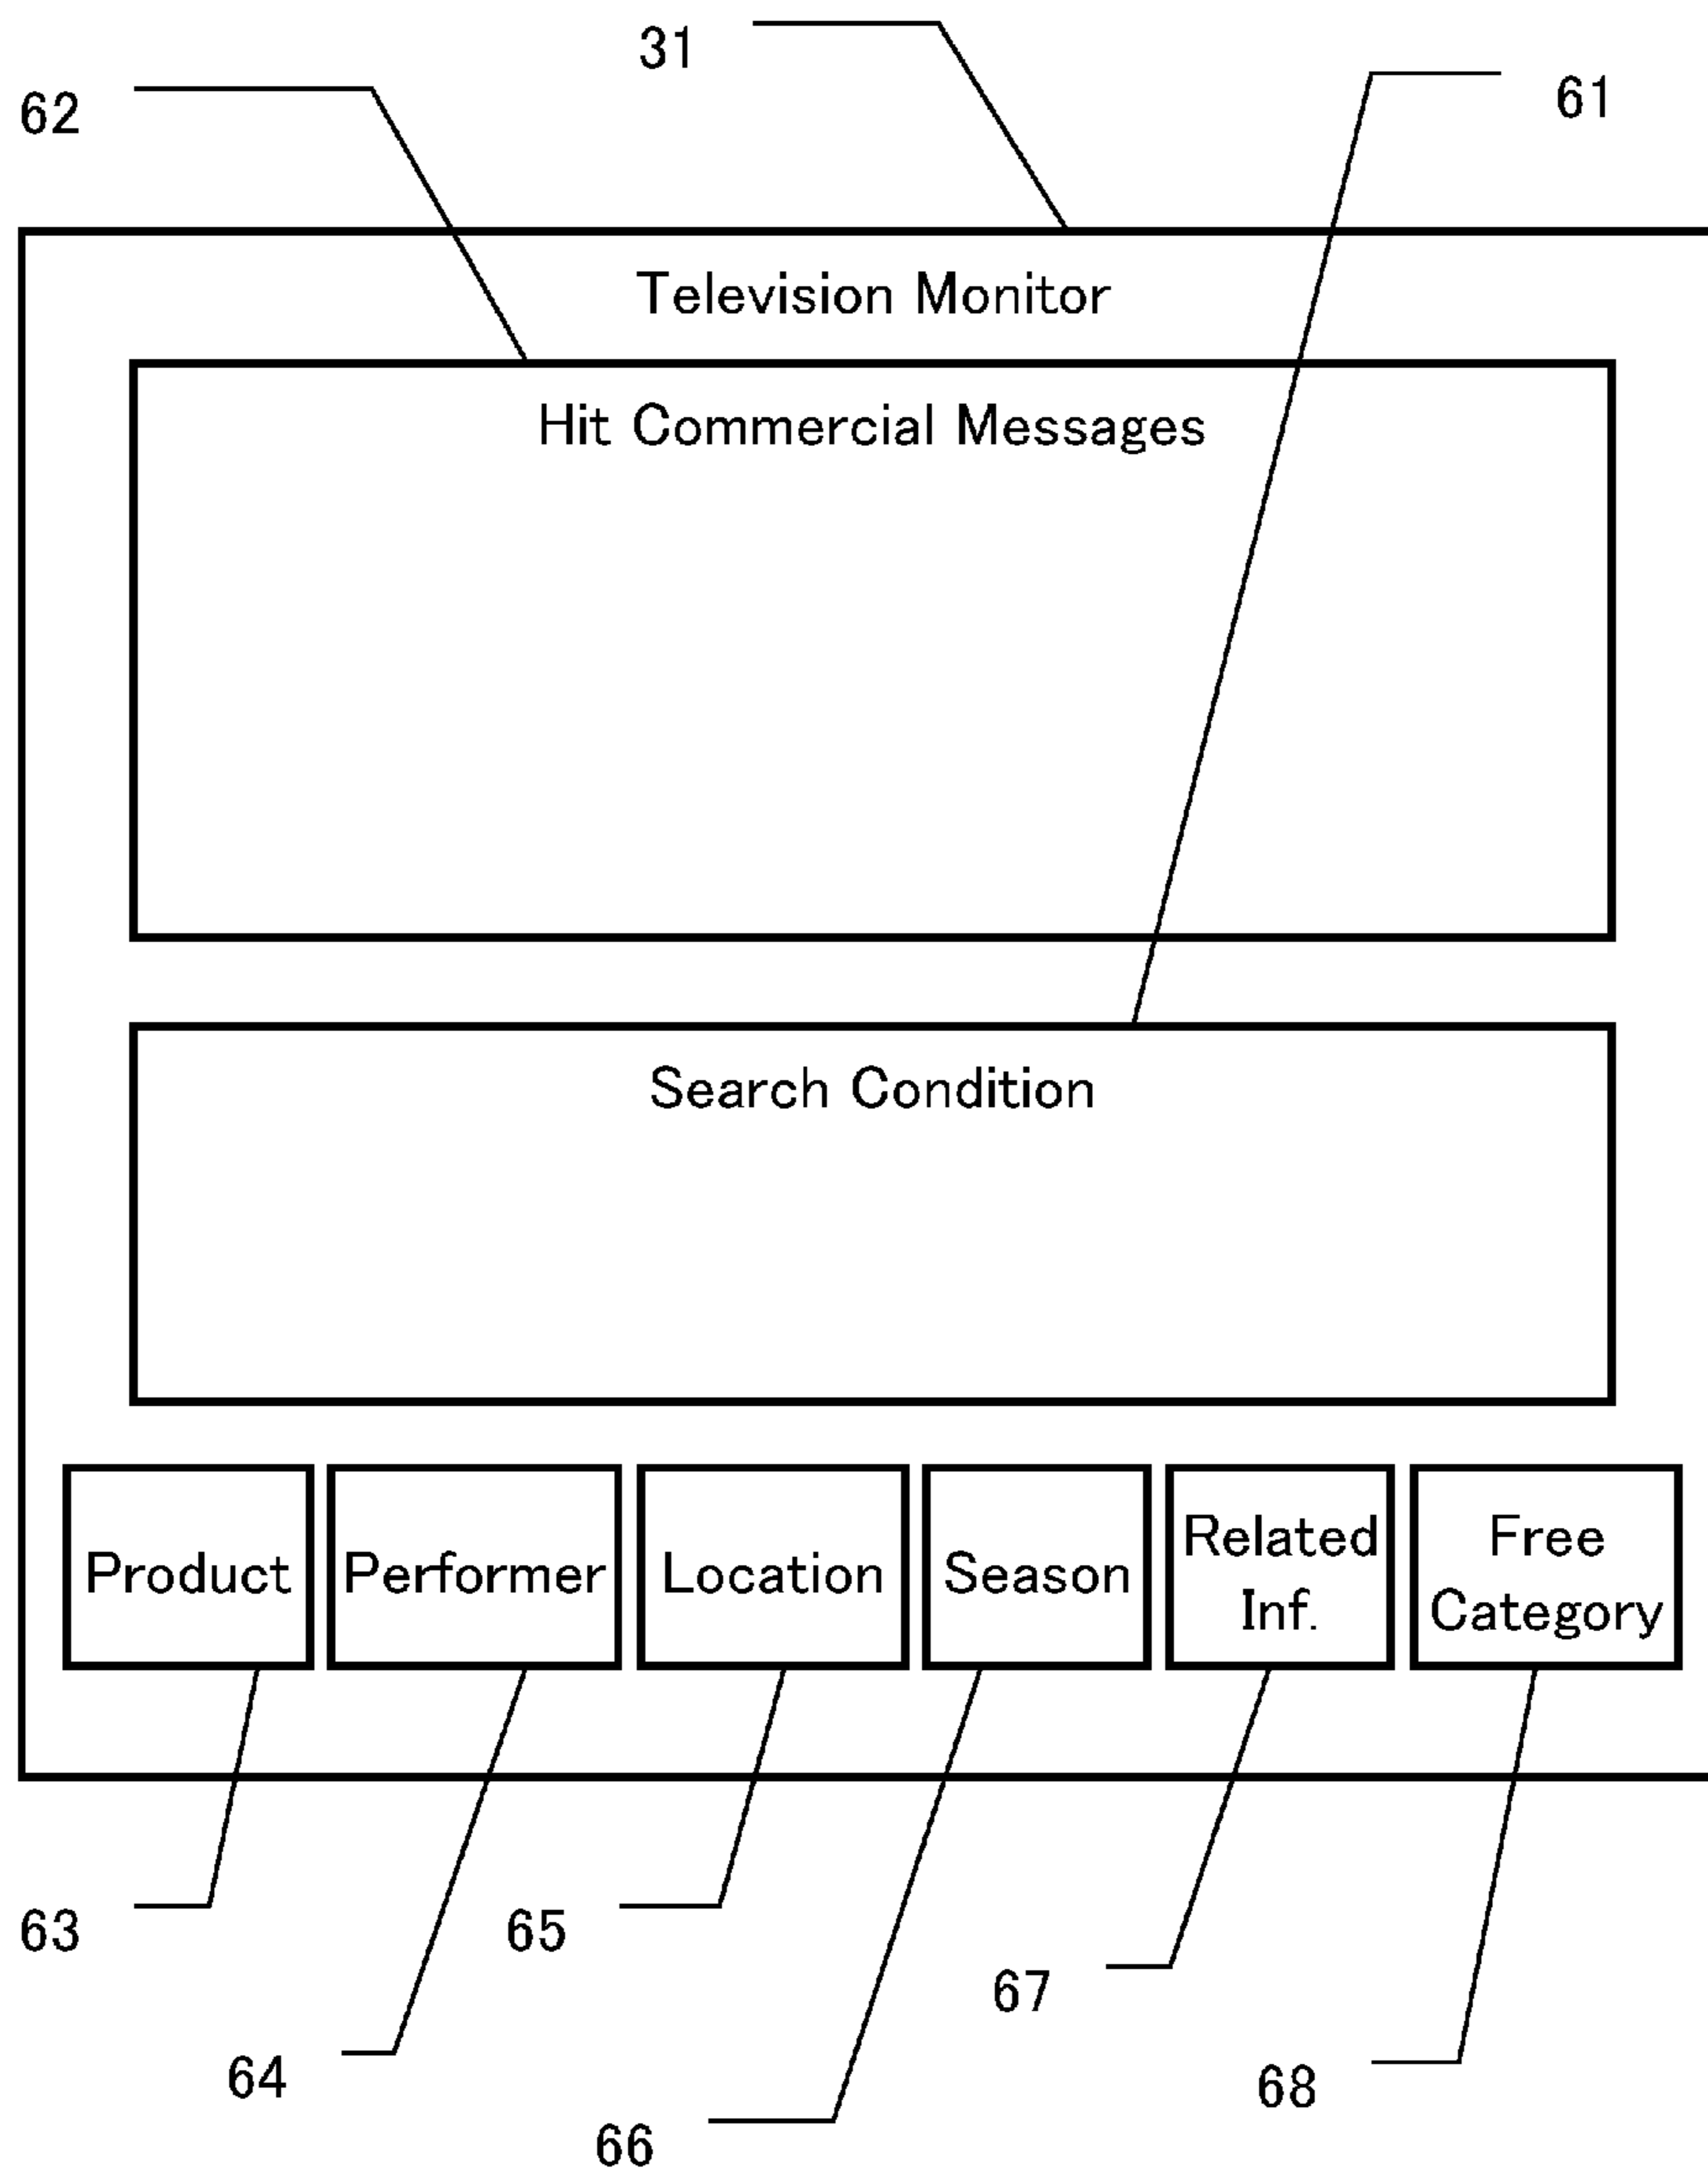 31
61
62
Television Monitor
Hit Commercial Messages
Search Condition
Product
Performer
Location
Season
Related
Inf.
Free
Category
63
65
67
64
68
66